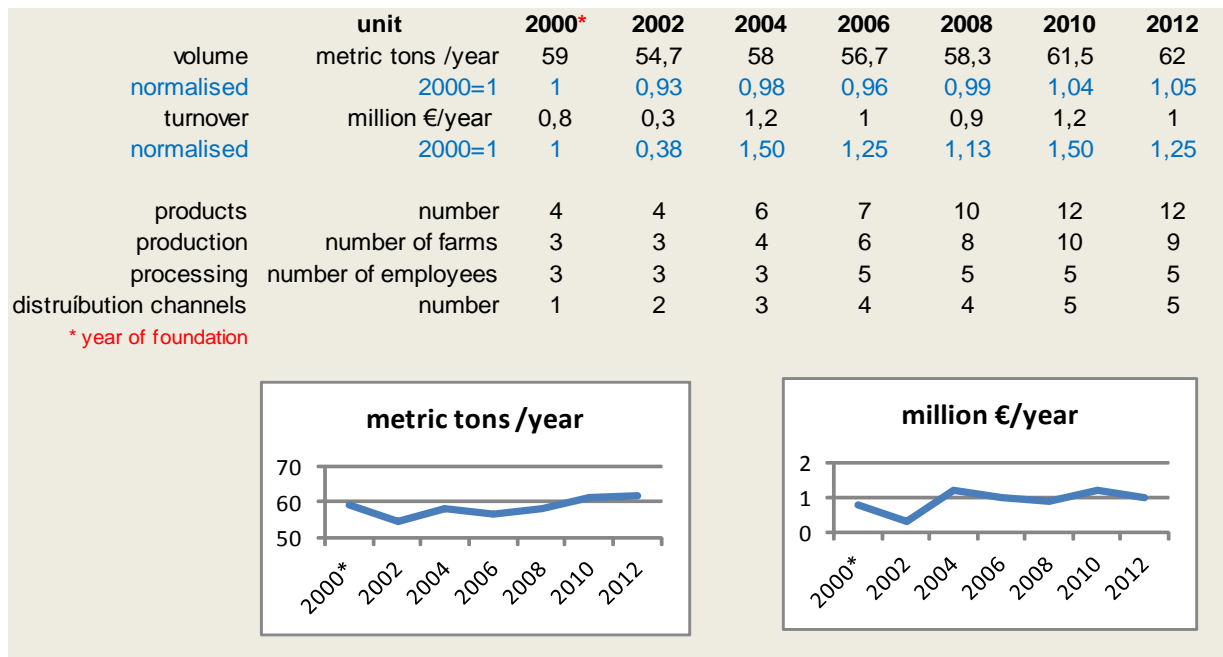 unit 2000* 2002 2004 2006 2008 2010 2012
volume metric tons /year 59 54,7 58 56,7 58,3 61,5 62
normalised 2000=1 1 0,93 0,98 0,96 0,99 1,04 1,05
turnover million €/year 0,8 0,3 1,2 1 0,9 1,2 1
normalised 2000=1 1 0,38 1,50 1,25 1,13 1,50 1,25
products number 4 4 6 7 10 12 12
production number of farms 3 3 4 6 8 10 9
processing number of employees 3 3 3 5 5 5 5
distruíbution channels number 1 2 3 4 4 5 5
* year of foundation
metric tons /year
70
60
50
2000* 2002 2004 2006 2008 2010 2012
million €/year
2
1
0
2000* 2002 2004 2006 2008 2010 2012